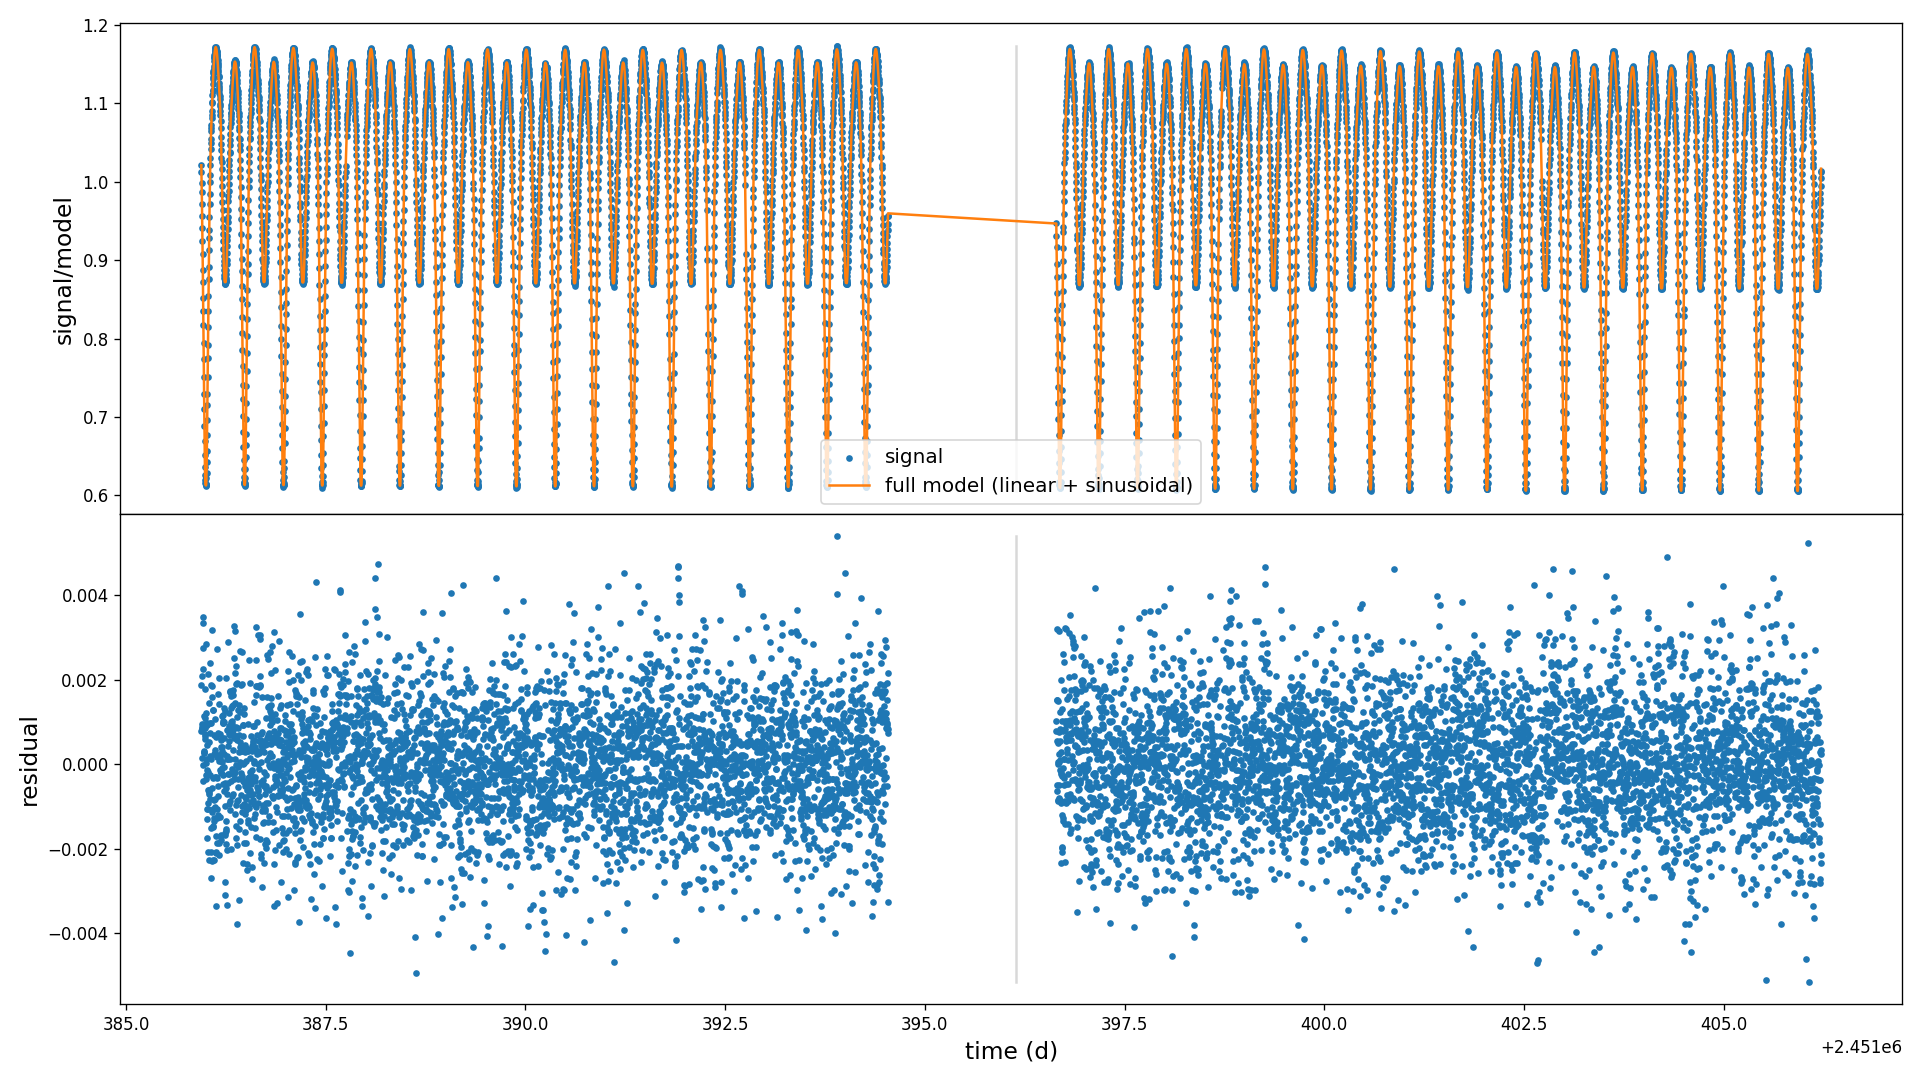 signal/model
1.2
1.1
1.0
0.9
0.8
0.7
0.6
signal
full model (linear + sinusoidal)
residual
0.004
0.002
0.000
−0.002
−0.004
385.0 387.5 390.0 392.5 395.0 397.5 400.0 402.5 405.0
time (d)
+2.451e6